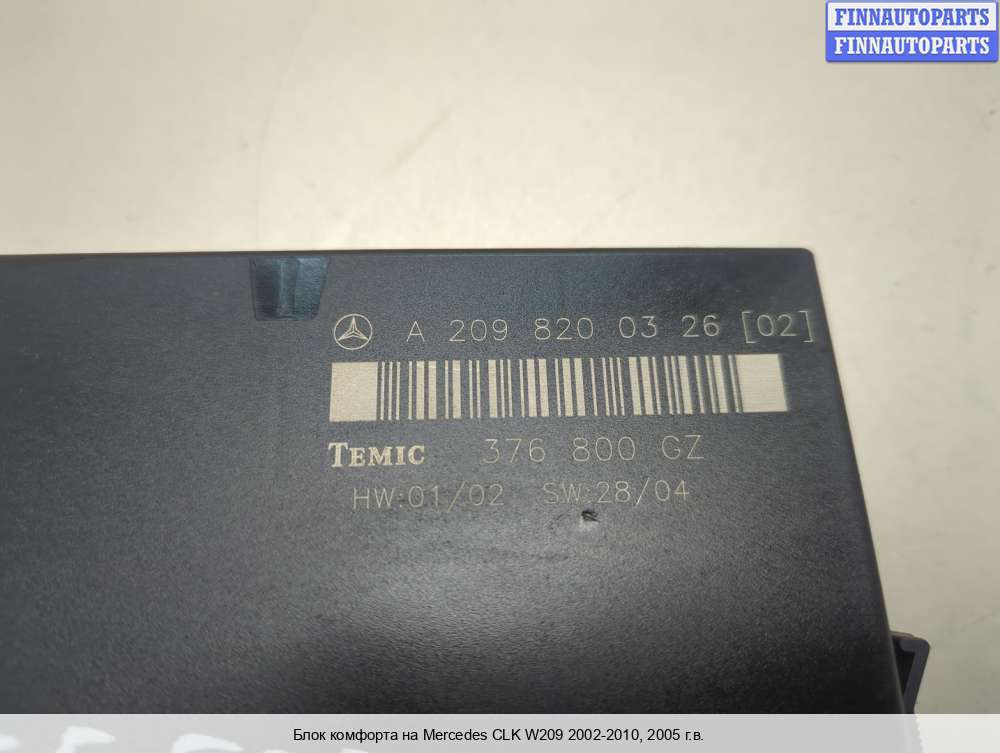 FINNAUTOPARTS
FINNAUTOPARTS
A 209 820 03 26 [02]
TEMIC 376 800 GZ
HW:01/02 SW:28/04
Блок комфорта на Mercedes CLK W209 2002-2010, 2005 г.в.